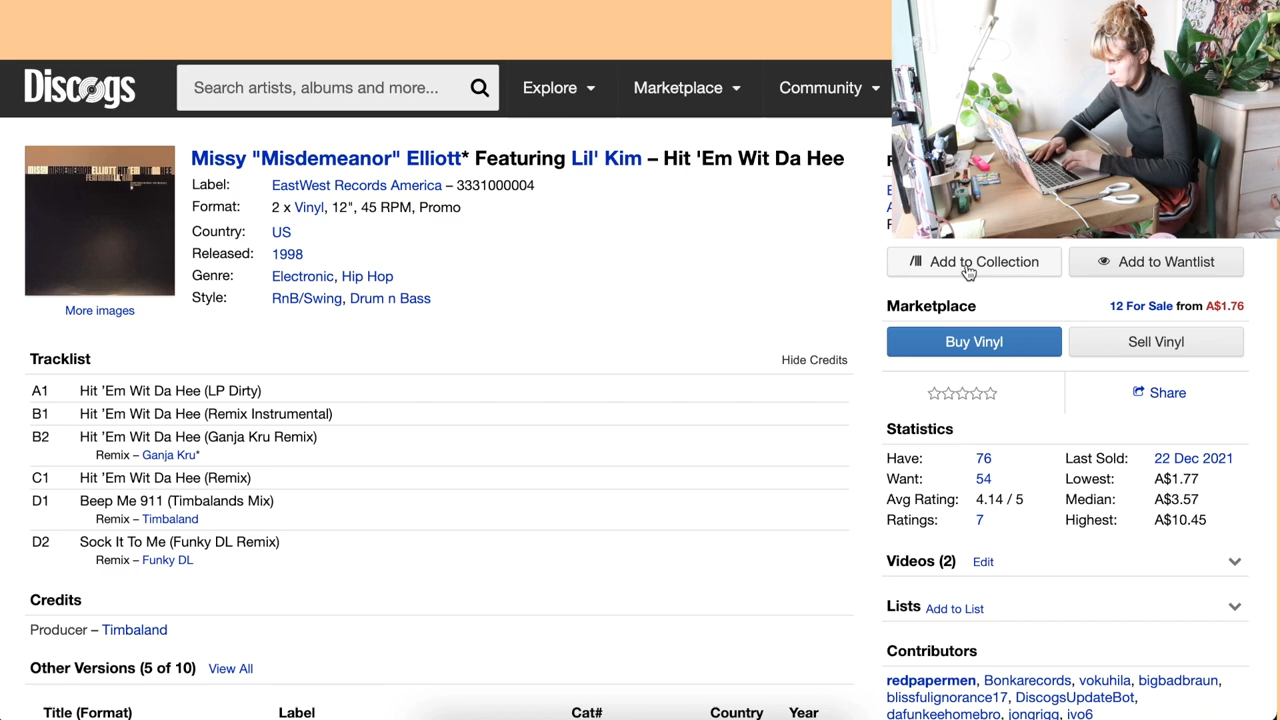 Discogs
Search artists, albums and more...
Explore
Marketplace
Community
Missy "Misdemeanor" Elliott* Featuring Lil' Kim – Hit 'Em Wit Da Hee
Label: EastWest Records America – 3331000004
Format: 2 x Vinyl, 12", 45 RPM, Promo
Country: US
Released: 1998
Genre: Electronic, Hip Hop
Style: RnB/Swing, Drum n Bass
More images
Tracklist
Hide Credits
A1 Hit 'Em Wit Da Hee (LP Dirty)
B1 Hit 'Em Wit Da Hee (Remix Instrumental)
B2 Hit 'Em Wit Da Hee (Ganja Kru Remix)
Remix – Ganja Kru*
C1 Hit 'Em Wit Da Hee (Remix)
D1 Beep Me 911 (Timbalands Mix)
Remix – Timbaland
D2 Sock It To Me (Funky DL Remix)
Remix – Funky DL
Credits
Producer – Timbaland
Other Versions (5 of 10) View All
Title (Format) Label Cat# Country Year
Add to Collection
Add to Wantlist
Marketplace
12 For Sale from A$1.76
Buy Vinyl
Sell Vinyl
Share
Statistics
Have: 76 Last Sold: 22 Dec 2021
Want: 54 Lowest: A$1.77
Avg Rating: 4.14 / 5 Median: A$3.57
Ratings: 7 Highest: A$10.45
Videos (2) Edit
Lists Add to List
Contributors
redpapermen, Bonkarecords, vokuhila, bigbadbraun,
blissfulignorance17, DiscogsUpdateBot,
dafunkeehomebro, jongrigg, ivo6